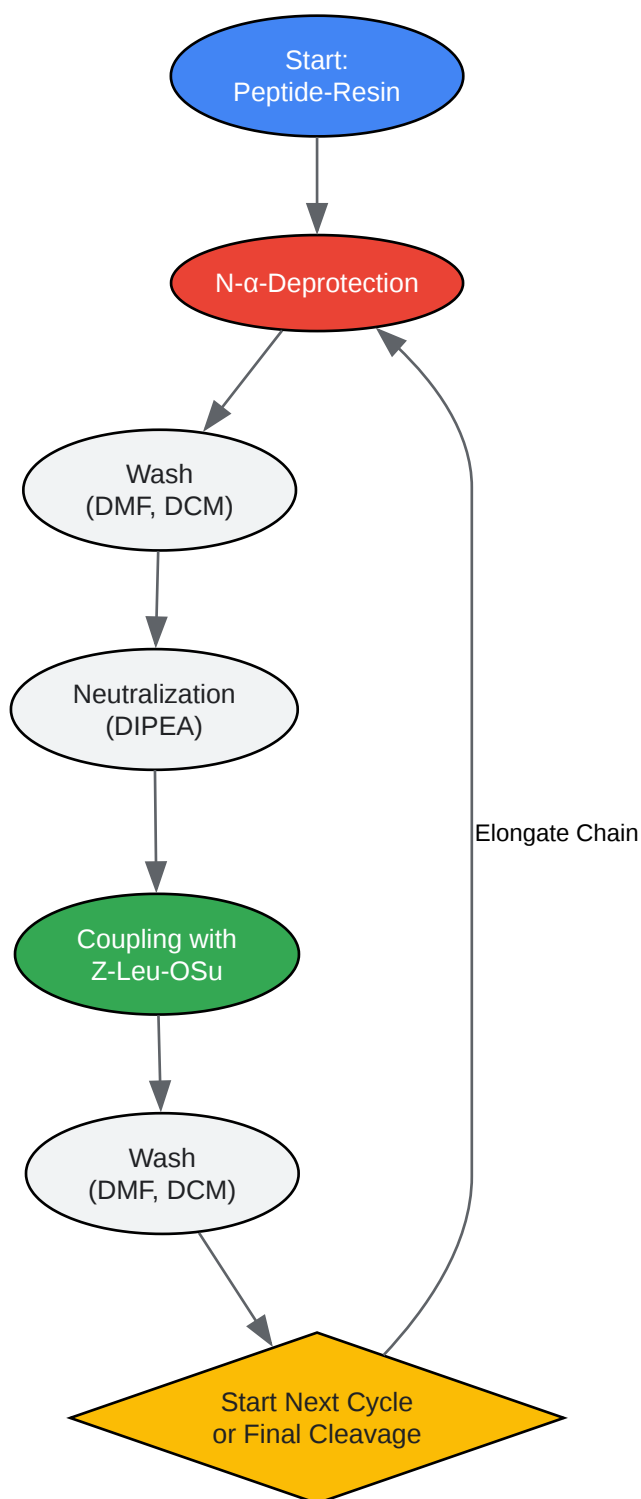 Start:
Peptide-Resin
N-α-Deprotection
Wash
(DMF, DCM)
Neutralization
(DIPEA)
Elongate Chain
Coupling with
Z-Leu-OSu
Wash
(DMF, DCM)
Start Next Cycle
or Final Cleavage